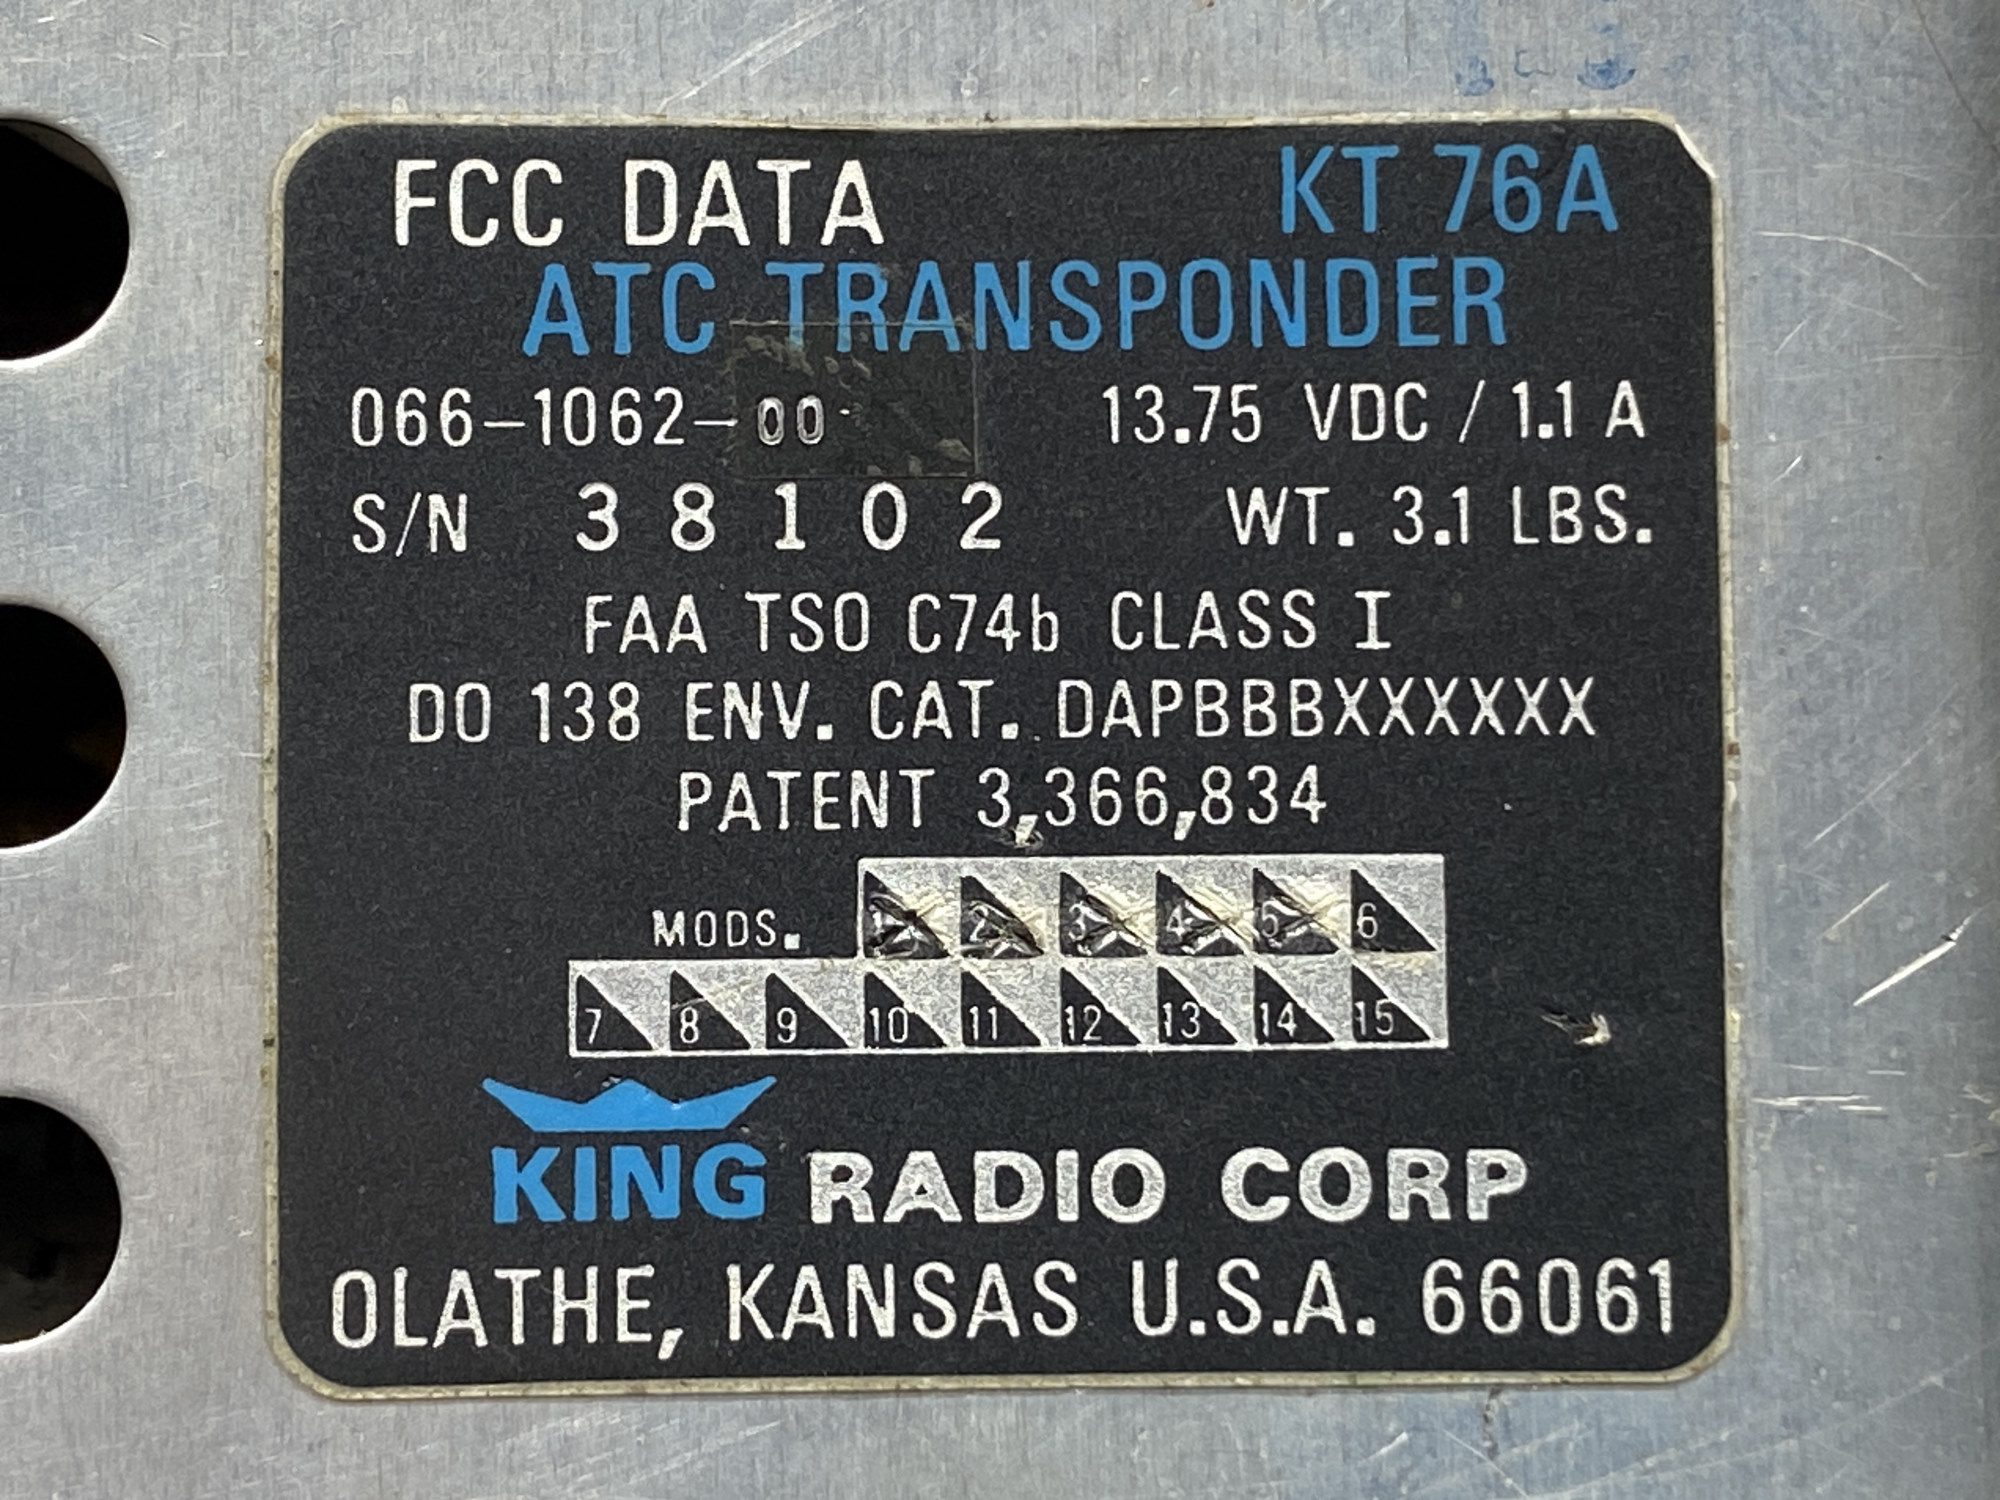 FCC DATA KT 76A
ATC TRANSPONDER
066-1062-00 13.75 VDC / 1.1 A
S/N 38102 WT. 3.1 LBS.
FAA TSO C74b CLASS I
DO 138 ENV. CAT. DAPBBBXXXXXX
PATENT 3,366,834
MODS. 1 2 3 4 5 6
7 8 9 10 11 12 13 14 15
KING RADIO CORP
OLATHE, KANSAS U.S.A. 66061